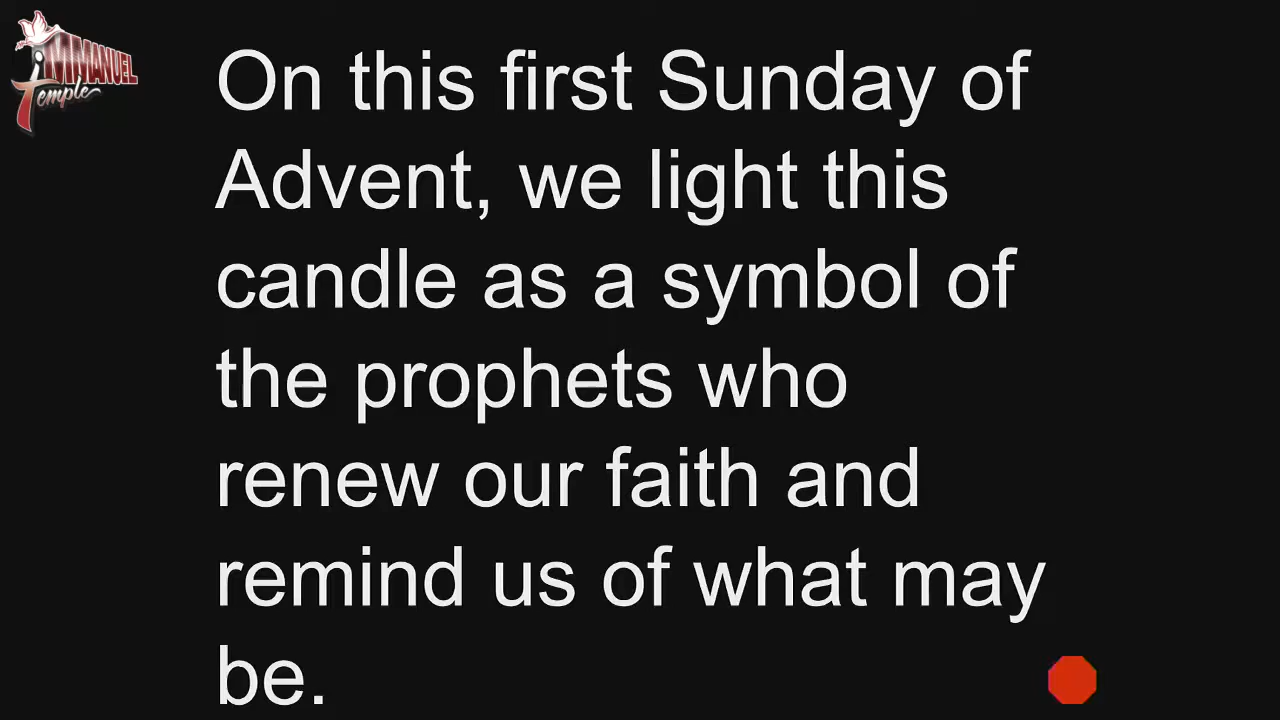 IMMANUEL
Temple
On this first Sunday of
Advent, we light this
candle as a symbol of
the prophets who
renew our faith and
remind us of what may
be.